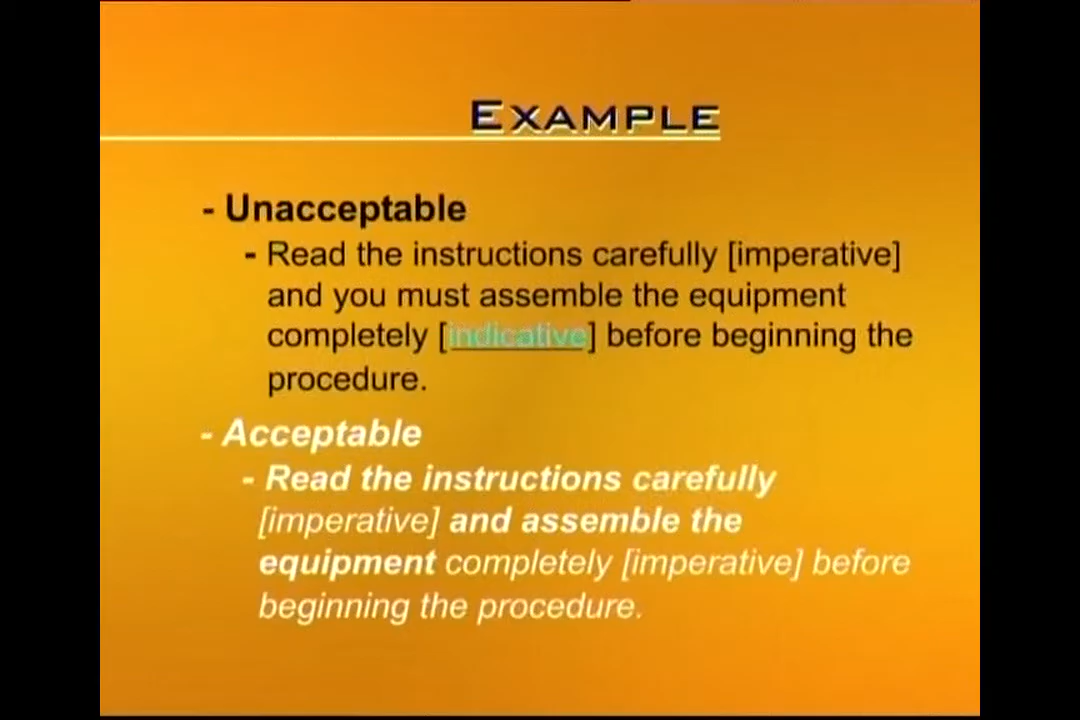 EXAMPLE
- Unacceptable
- Read the instructions carefully [imperative]
and you must assemble the equipment
completely [indicative] before beginning the
procedure.
- Acceptable
- Read the instructions carefully
[imperative] and assemble the
equipment completely [imperative] before
beginning the procedure.